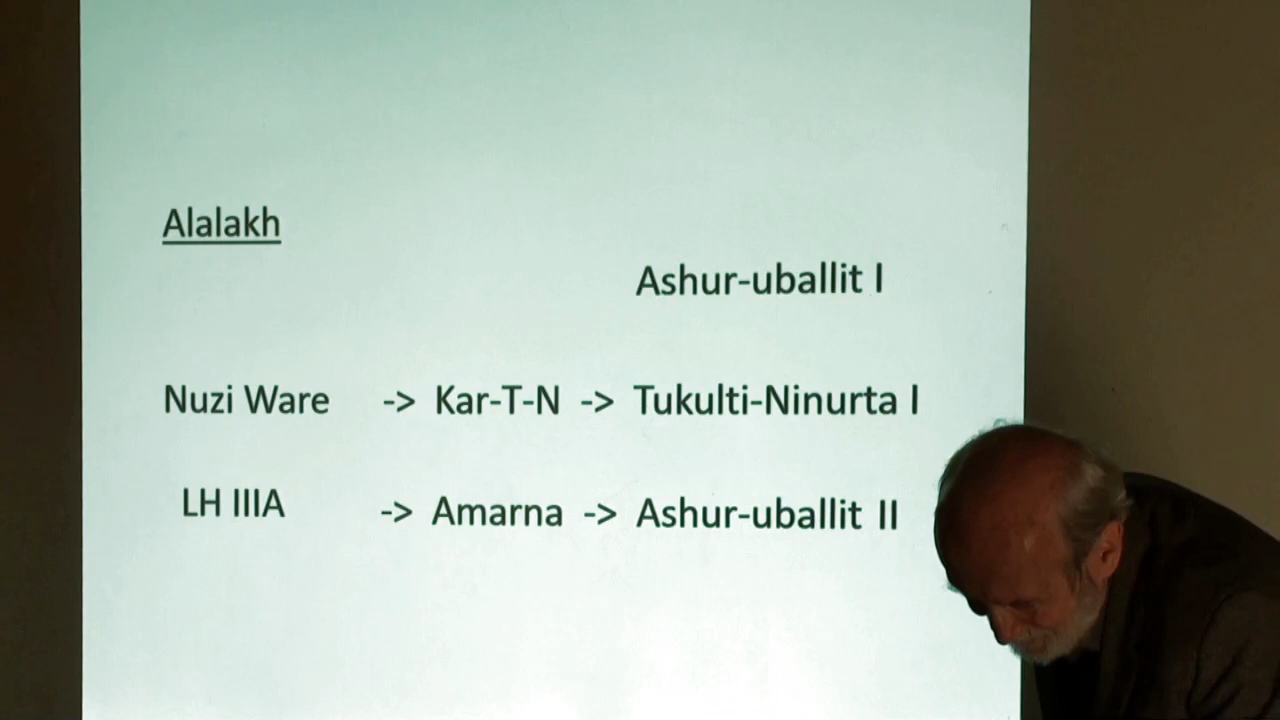 Alalakh
Ashur-uballit I
Nuzi Ware -> Kar-T-N -> Tukulti-Ninurta I
LH IIIA -> Amarna -> Ashur-uballit II